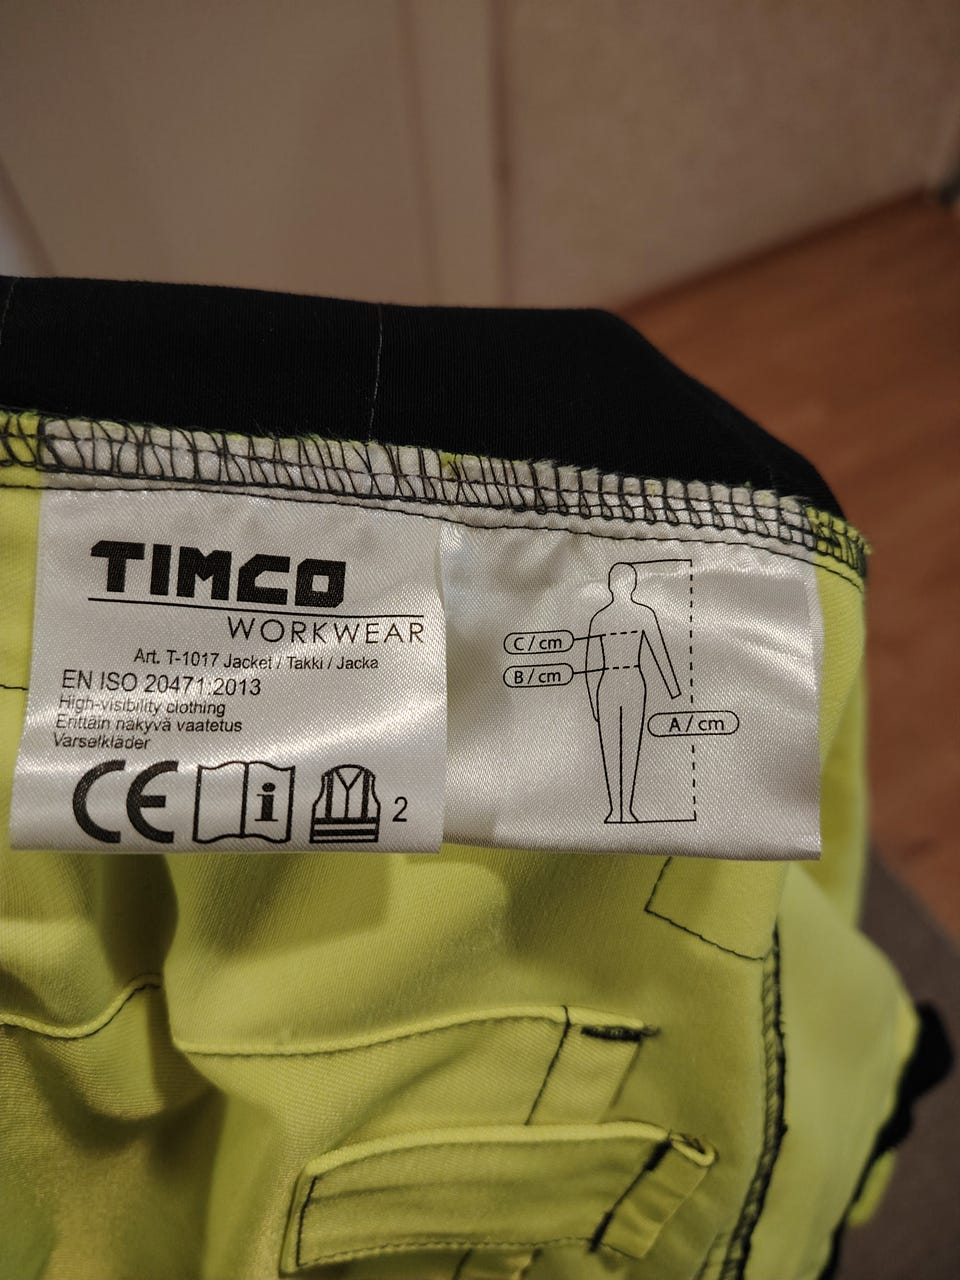 TIMCO
WORKWEAR
Art. T-1017 Jacket / Takki / Jacka
EN ISO 20471:2013
High-visibility clothing
Erittäin näkyvä vaatetus
Varselkläder
CE i 2
C / cm
B / cm
A / cm